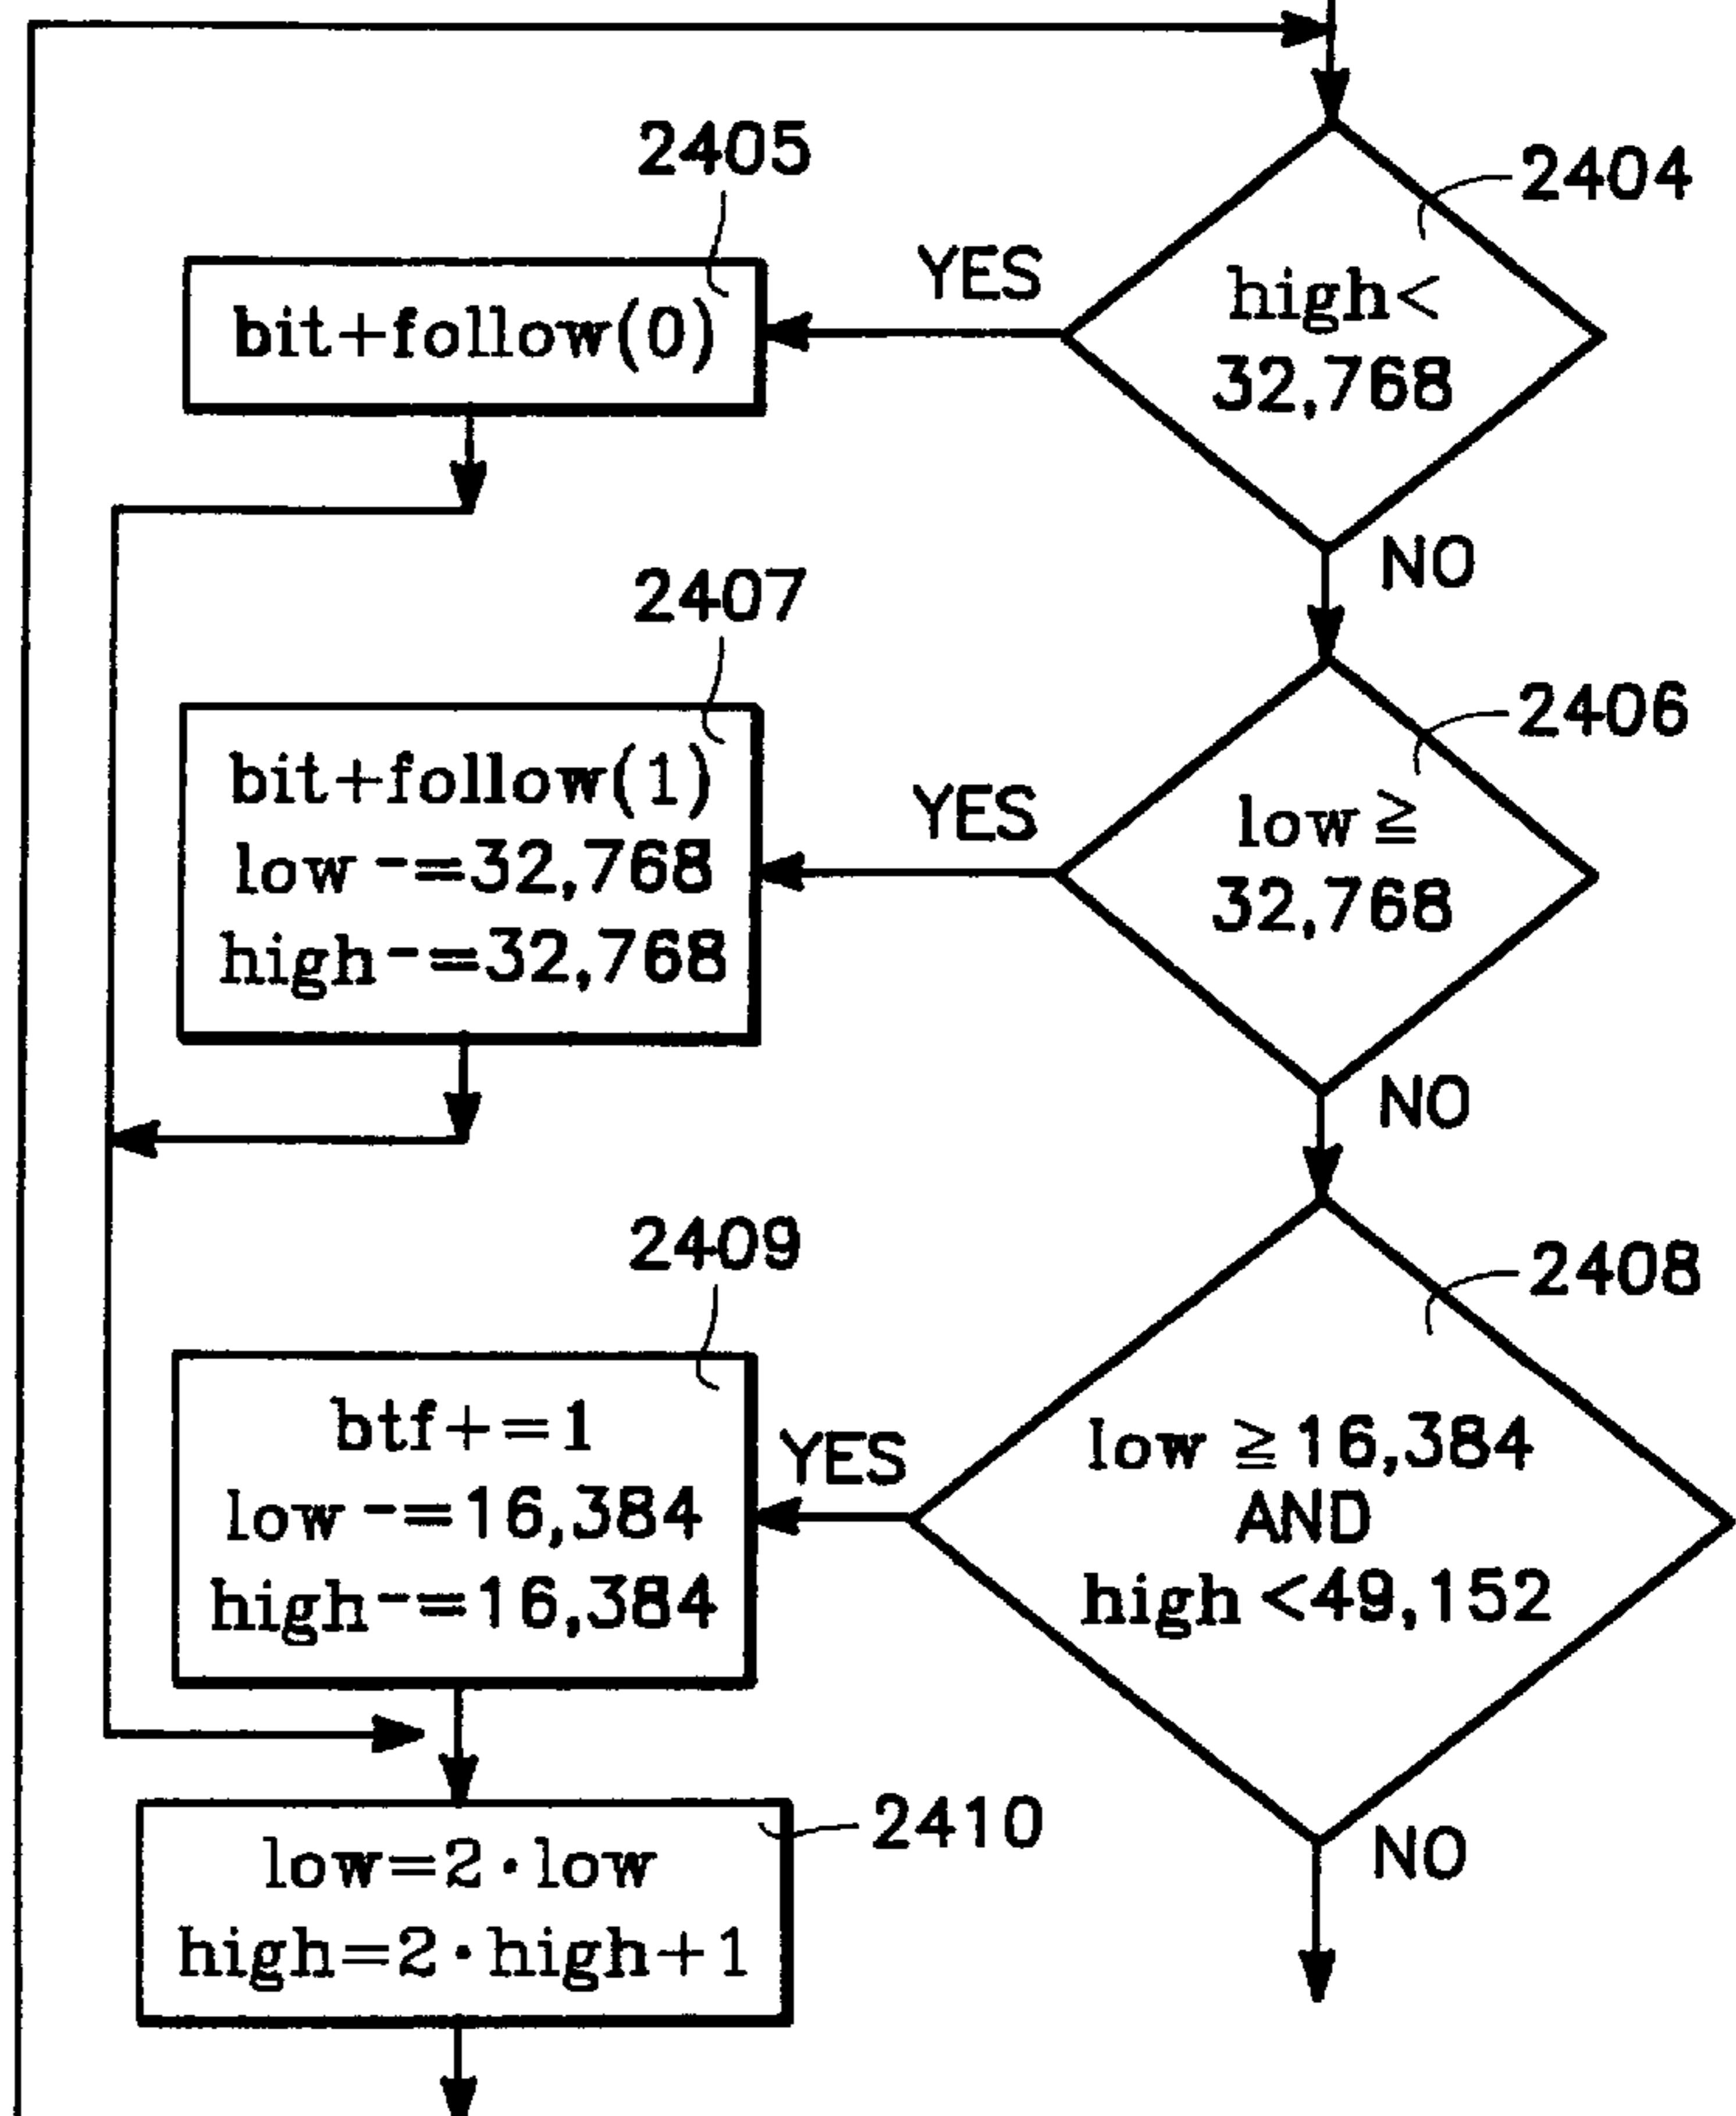 2405
2404
YES
high<
32,768
bit+follow(0)
NO
2407
2406
YES
low ≧
32,768
bit+follow(1)
low -=32,768
high-=32,768
NO
2409
2408
YES
low ≧ 16,384
AND
high <49,152
btf+=1
low -=16,384
high-=16,384
NO
2410
low=2·low
high=2·high+1